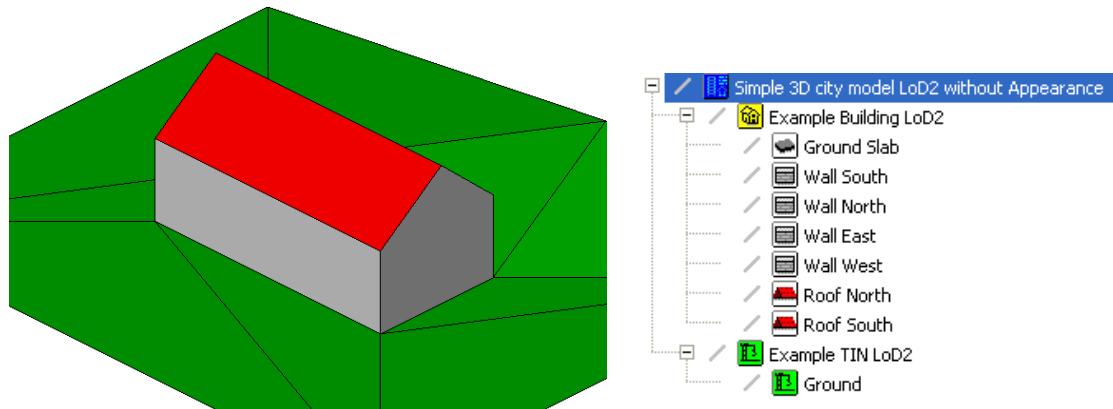 Simple 3D city model LoD2 without Appearance
Example Building LoD2
Ground Slab
Wall South
Wall North
Wall East
Wall West
Roof North
Roof South
Example TIN LoD2
Ground